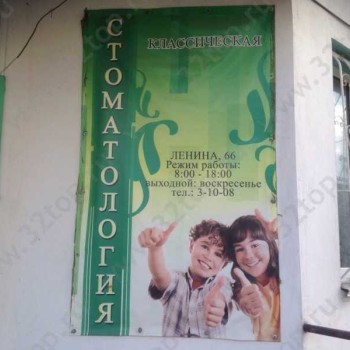 СТОМАТОЛОГИЯ
КЛАССИЧЕСКАЯ
ЛЕНИНА, 66
Режим работы:
8:00 - 18:00
выходной: воскресенье
тел.: 3-10-08